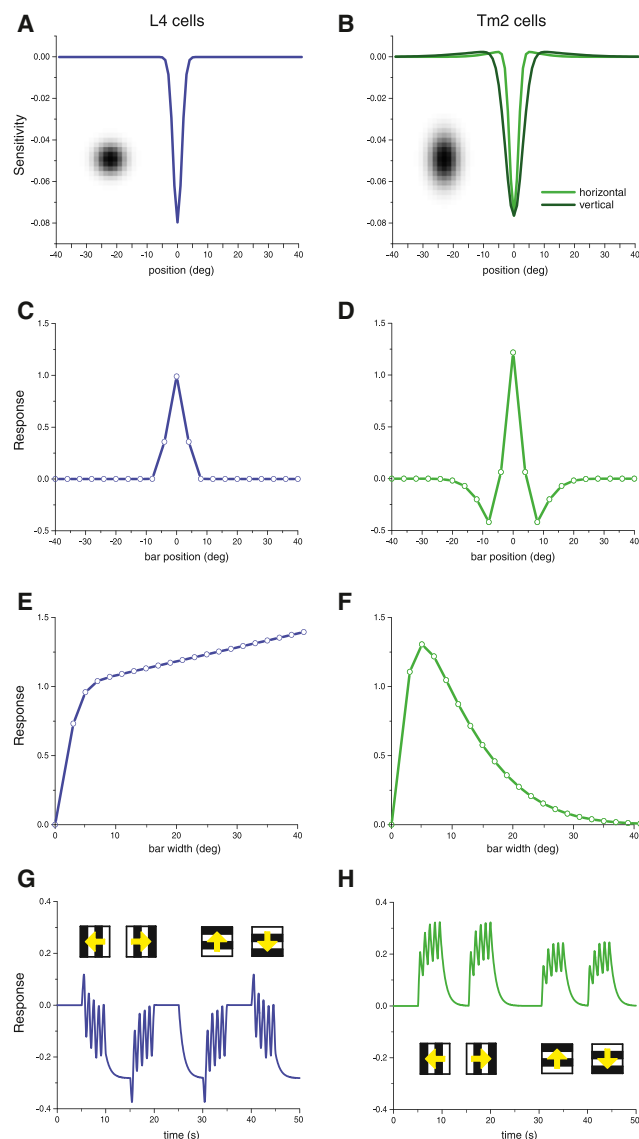 L4 cells
Tm2 cells
A
B
0.00
-0.02
-0.04
-0.06
-0.08
Sensitivity
-40 -30 -20 -10 0 10 20 30 40
position (deg)
0.00
-0.02
-0.04
-0.06
-0.08
horizontal
vertical
-40 -30 -20 -10 0 10 20 30 40
position (deg)
C
D
1.5
1.0
0.5
0.0
-0.5
Response
-40 -30 -20 -10 0 10 20 30 40
bar position (deg)
1.5
1.0
0.5
0.0
-0.5
-40 -30 -20 -10 0 10 20 30 40
bar position (deg)
E
F
1.5
1.0
0.5
0.0
Response
0 10 20 30 40
bar width (deg)
1.5
1.0
0.5
0.0
0 10 20 30 40
bar width (deg)
G
H
0.4
0.2
0.0
-0.2
-0.4
Response
0 10 20 30 40 50
time (s)
0.4
0.2
0.0
-0.2
-0.4
0 10 20 30 40 50
time (s)